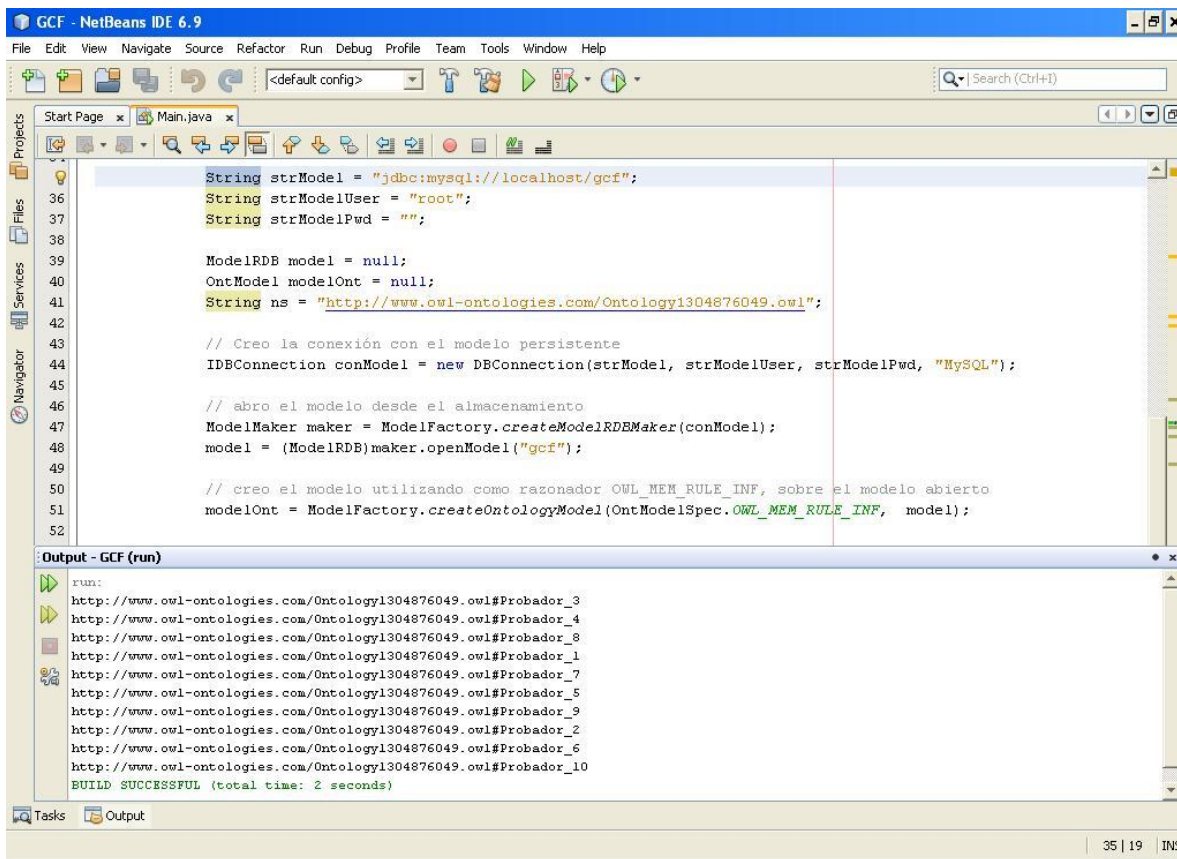 GCF - NetBeans IDE 6.9
File Edit View Navigate Source Refactor Run Debug Profile Team Tools Window Help
<default config>
Search (Ctrl+I)
Start Page
Main.java
Projects
Files
Services
Navigator
String strModel = "jdbc:mysql://localhost/gcf";
36 String strModelUser = "root";
37 String strModelPwd = "";
38
39 ModelRDB model = null;
40 OntModel modelOnt = null;
41 String ns = "http://www.owl-ontologies.com/Ontology1304876049.owl";
42
43 // Creo la conexión con el modelo persistente
44 IDBConnection conModel = new DBConnection(strModel, strModelUser, strModelPwd, "MySQL");
45
46 // abro el modelo desde el almacenamiento
47 ModelMaker maker = ModelFactory.createModelRDBMaker(conModel);
48 model = (ModelRDB)maker.openModel("gcf");
49
50 // creo el modelo utilizando como razonador OWL_MEM_RULE_INF, sobre el modelo abierto
51 modelOnt = ModelFactory.createOntologyModel(OntModelSpec.OWL_MEM_RULE_INF, model);
52
Output - GCF (run)
run:
http://www.owl-ontologies.com/Ontology1304876049.owl#Probador_3
http://www.owl-ontologies.com/Ontology1304876049.owl#Probador_4
http://www.owl-ontologies.com/Ontology1304876049.owl#Probador_8
http://www.owl-ontologies.com/Ontology1304876049.owl#Probador_1
http://www.owl-ontologies.com/Ontology1304876049.owl#Probador_7
http://www.owl-ontologies.com/Ontology1304876049.owl#Probador_5
http://www.owl-ontologies.com/Ontology1304876049.owl#Probador_9
http://www.owl-ontologies.com/Ontology1304876049.owl#Probador_2
http://www.owl-ontologies.com/Ontology1304876049.owl#Probador_6
http://www.owl-ontologies.com/Ontology1304876049.owl#Probador_10
BUILD SUCCESSFUL (total time: 2 seconds)
Tasks Output
35 | 19 INS